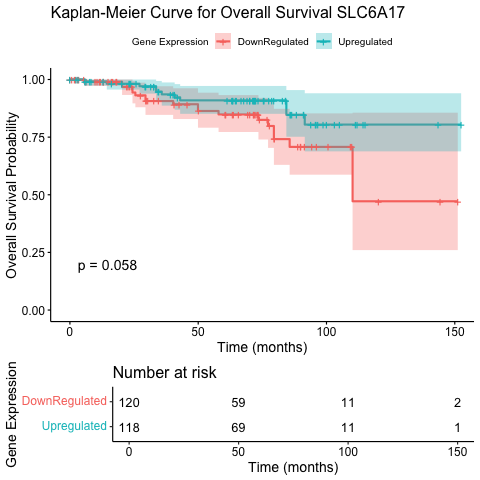 Kaplan-Meier Curve for Overall Survival SLC6A17
Gene Expression DownRegulated Upregulated
Overall Survival Probability
1.00
0.75
0.50
0.25
0.00
p = 0.058
0 50 100 150
Time (months)
Number at risk
Gene Expression
DownRegulated 120 59 11 2
Upregulated 118 69 11 1
0 50 100 150
Time (months)